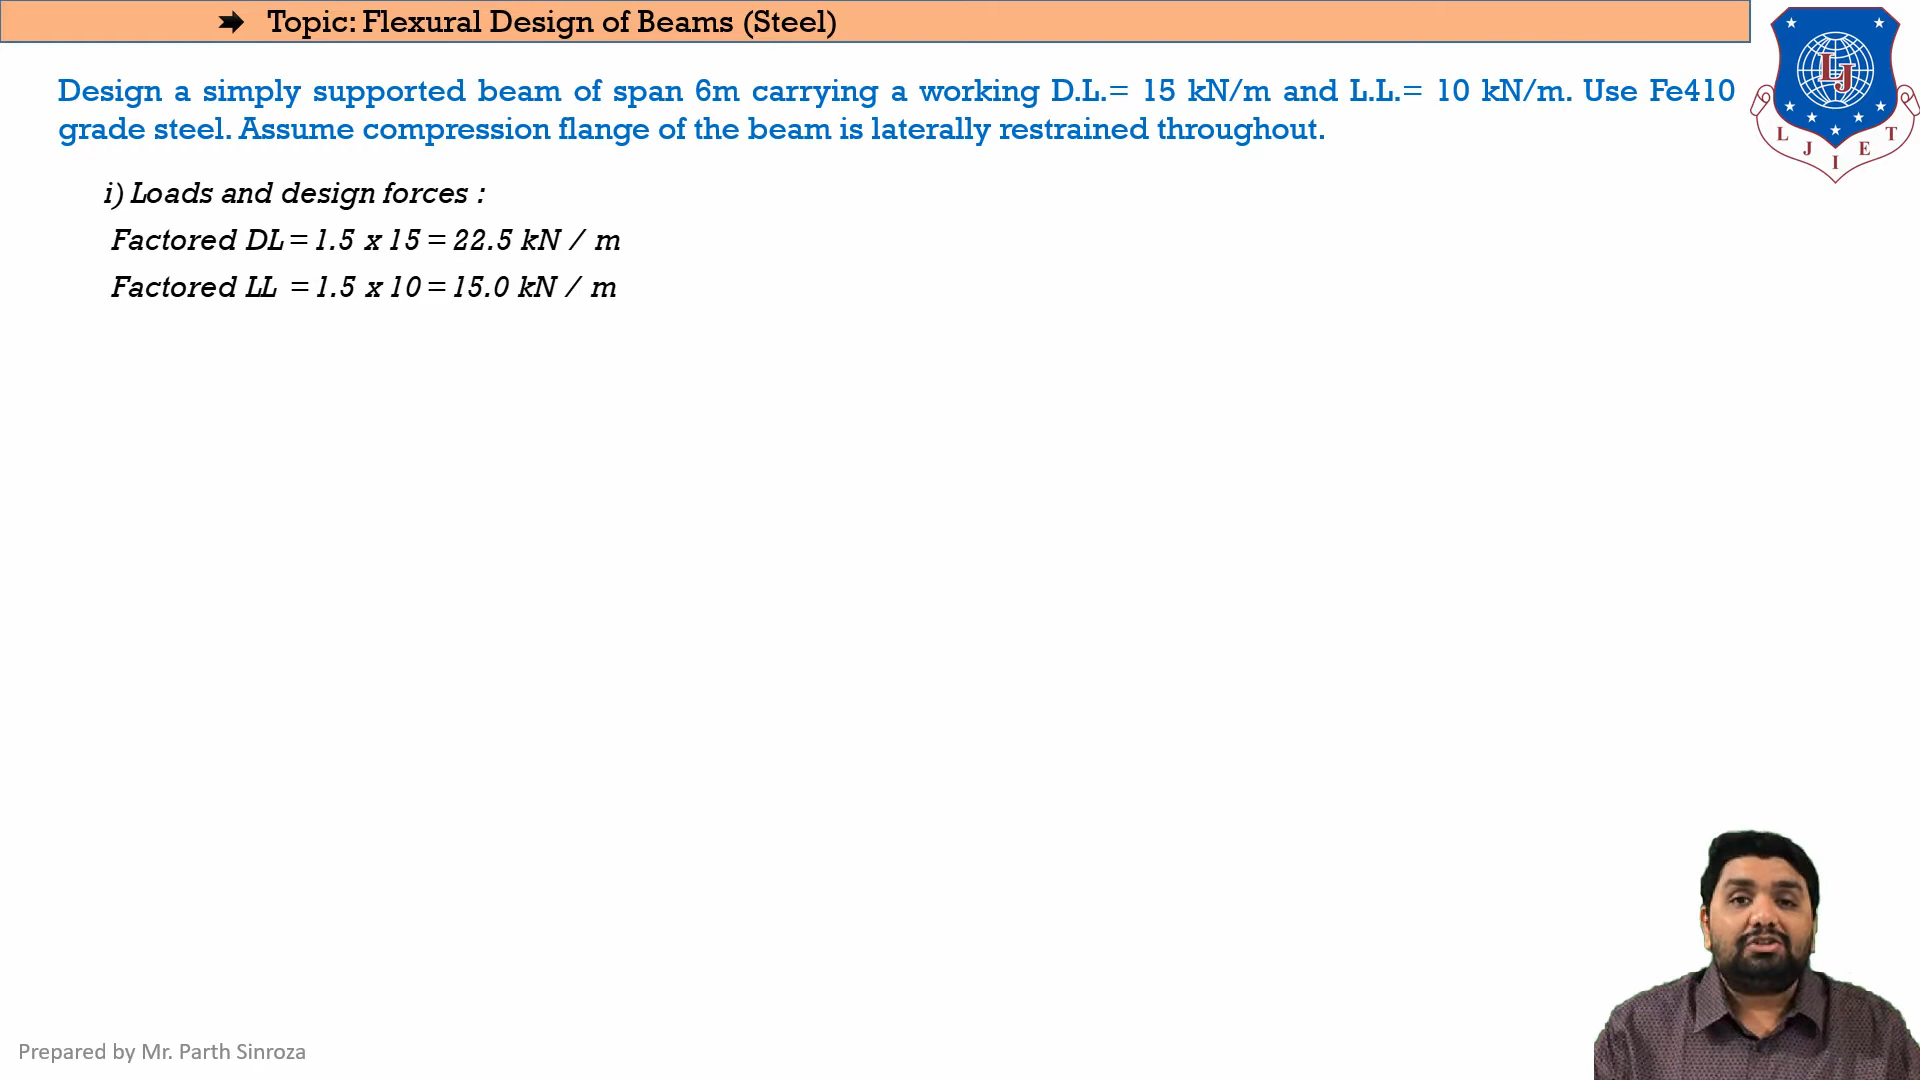 Topic: Flexural Design of Beams (Steel)
Design a simply supported beam of span 6m carrying a working D.L.= 15 kN/m and L.L.= 10 kN/m. Use Fe410
grade steel. Assume compression flange of the beam is laterally restrained throughout.
i) Loads and design forces :
Factored DL = 1.5 x 15 = 22.5 kN / m
Factored LL = 1.5 x 10 = 15.0 kN / m
LJ
L J I E T
Prepared by Mr. Parth Sinroza